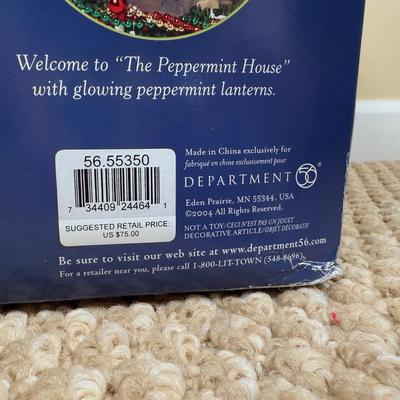 Welcome to “The Peppermint House”
with glowing peppermint lanterns.
56.55350
7 34409 24464 1
SUGGESTED RETAIL PRICE:
US $75.00
Made in China exclusively for
fabriqué en chine exclusivement pour
DEPARTMENT 56®
Eden Prairie, MN 55344, USA
©2004 All Rights Reserved.
NOT A TOY/CECI N'EST PAS UN JOUET
DECORATIVE ARTICLE/OBJET DÉCORATIF
Be sure to visit our web site at www.department56.com
For a retailer near you, please call 1-800-LIT-TOWN (548-8696).